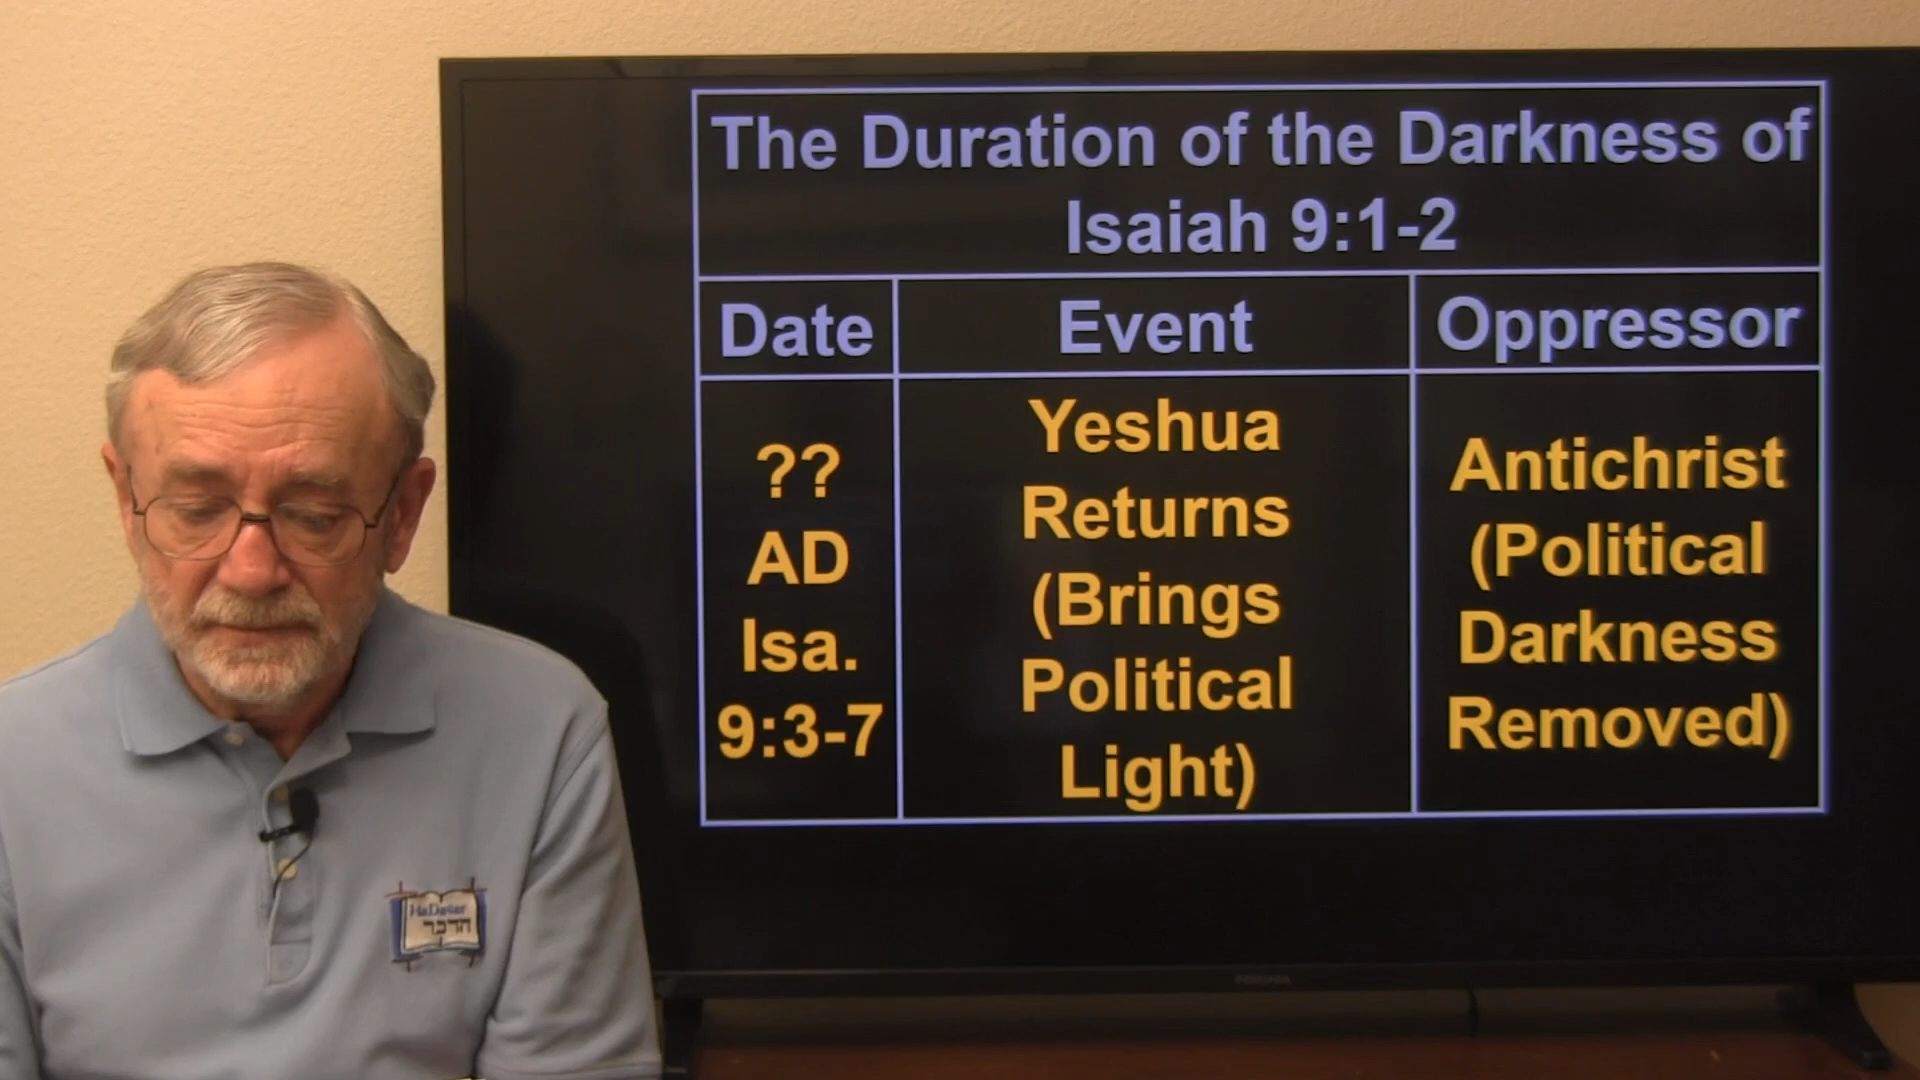 The Duration of the Darkness of
Isaiah 9:1-2
Date
Event
Oppressor
??
AD
Isa.
9:3-7
Yeshua
Returns
(Brings
Political
Light)
Antichrist
(Political
Darkness
Removed)
HaDavar
הדבר
INSIGNIA